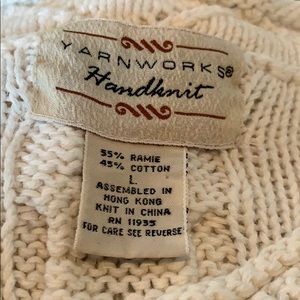 YARNWORKS®
Handknit
55% RAMIE
45% COTTON
L
ASSEMBLED IN
HONG KONG
KNIT IN CHINA
RN 11935
FOR CARE SEE REVERSE